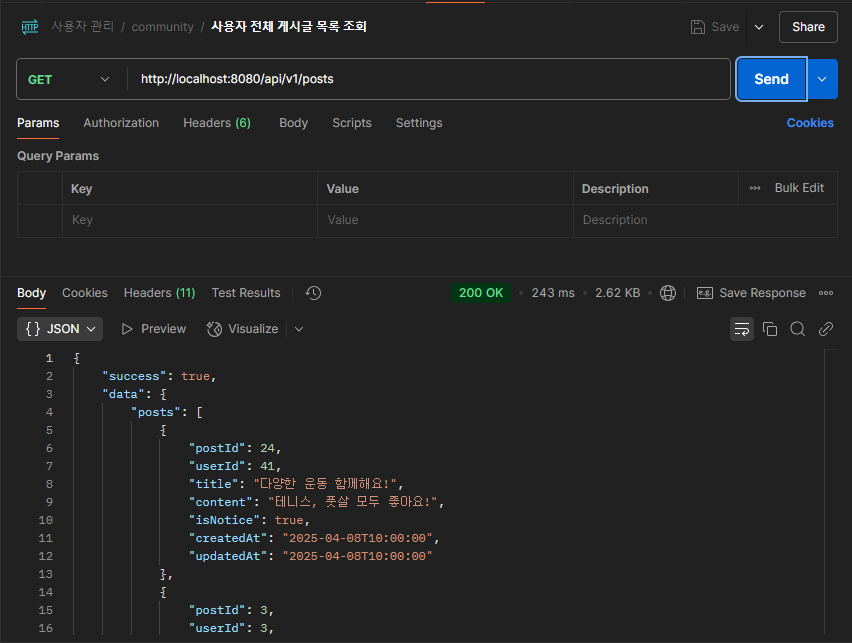 HTTP 사용자 관리 / community / 사용자 전체 게시글 목록 조회 Save Share
GET http://localhost:8080/api/v1/posts Send
Params Authorization Headers (6) Body Scripts Settings Cookies
Query Params
Key Value Description ••• Bulk Edit
Key Value Description
Body Cookies Headers (11) Test Results 200 OK • 243 ms • 2.62 KB • e.g. Save Response •••
{} JSON Preview Visualize
1 {
2 "success": true,
3 "data": {
4 "posts": [
5 {
6 "postId": 24,
7 "userId": 41,
8 "title": "다양한 운동 함께해요!",
9 "content": "테니스, 풋살 모두 좋아요!",
10 "isNotice": true,
11 "createdAt": "2025-04-08T10:00:00",
12 "updatedAt": "2025-04-08T10:00:00"
13 },
14 {
15 "postId": 3,
16 "userId": 3,